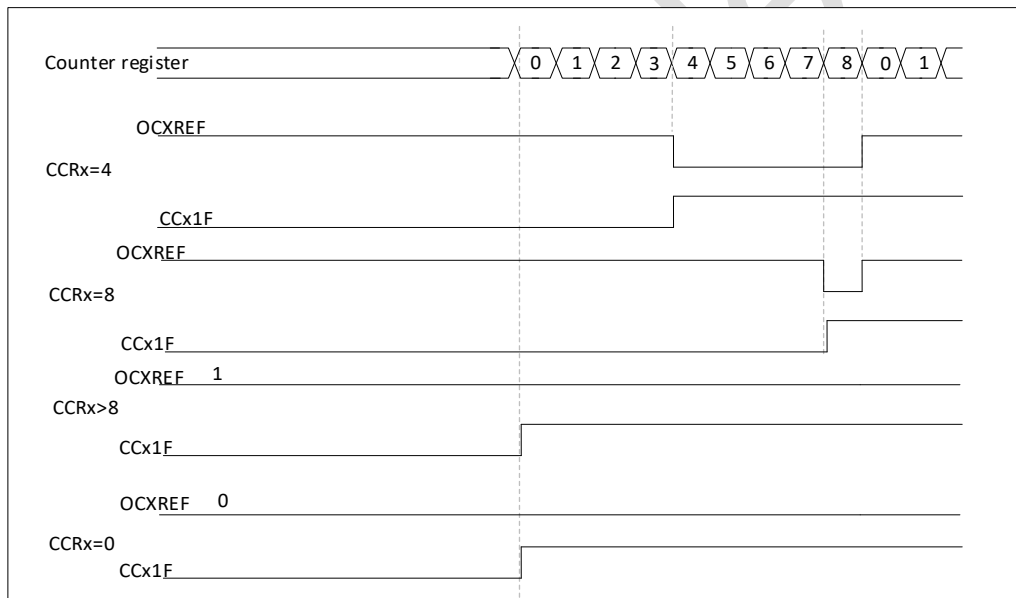 Counter register 0 1 2 3 4 5 6 7 8 0 1
OCXREF
CCRx=4
CCx1F
OCXREF
CCRx=8
CCx1F
OCXREF 1
CCRx>8
CCx1F
OCXREF 0
CCRx=0
CCx1F